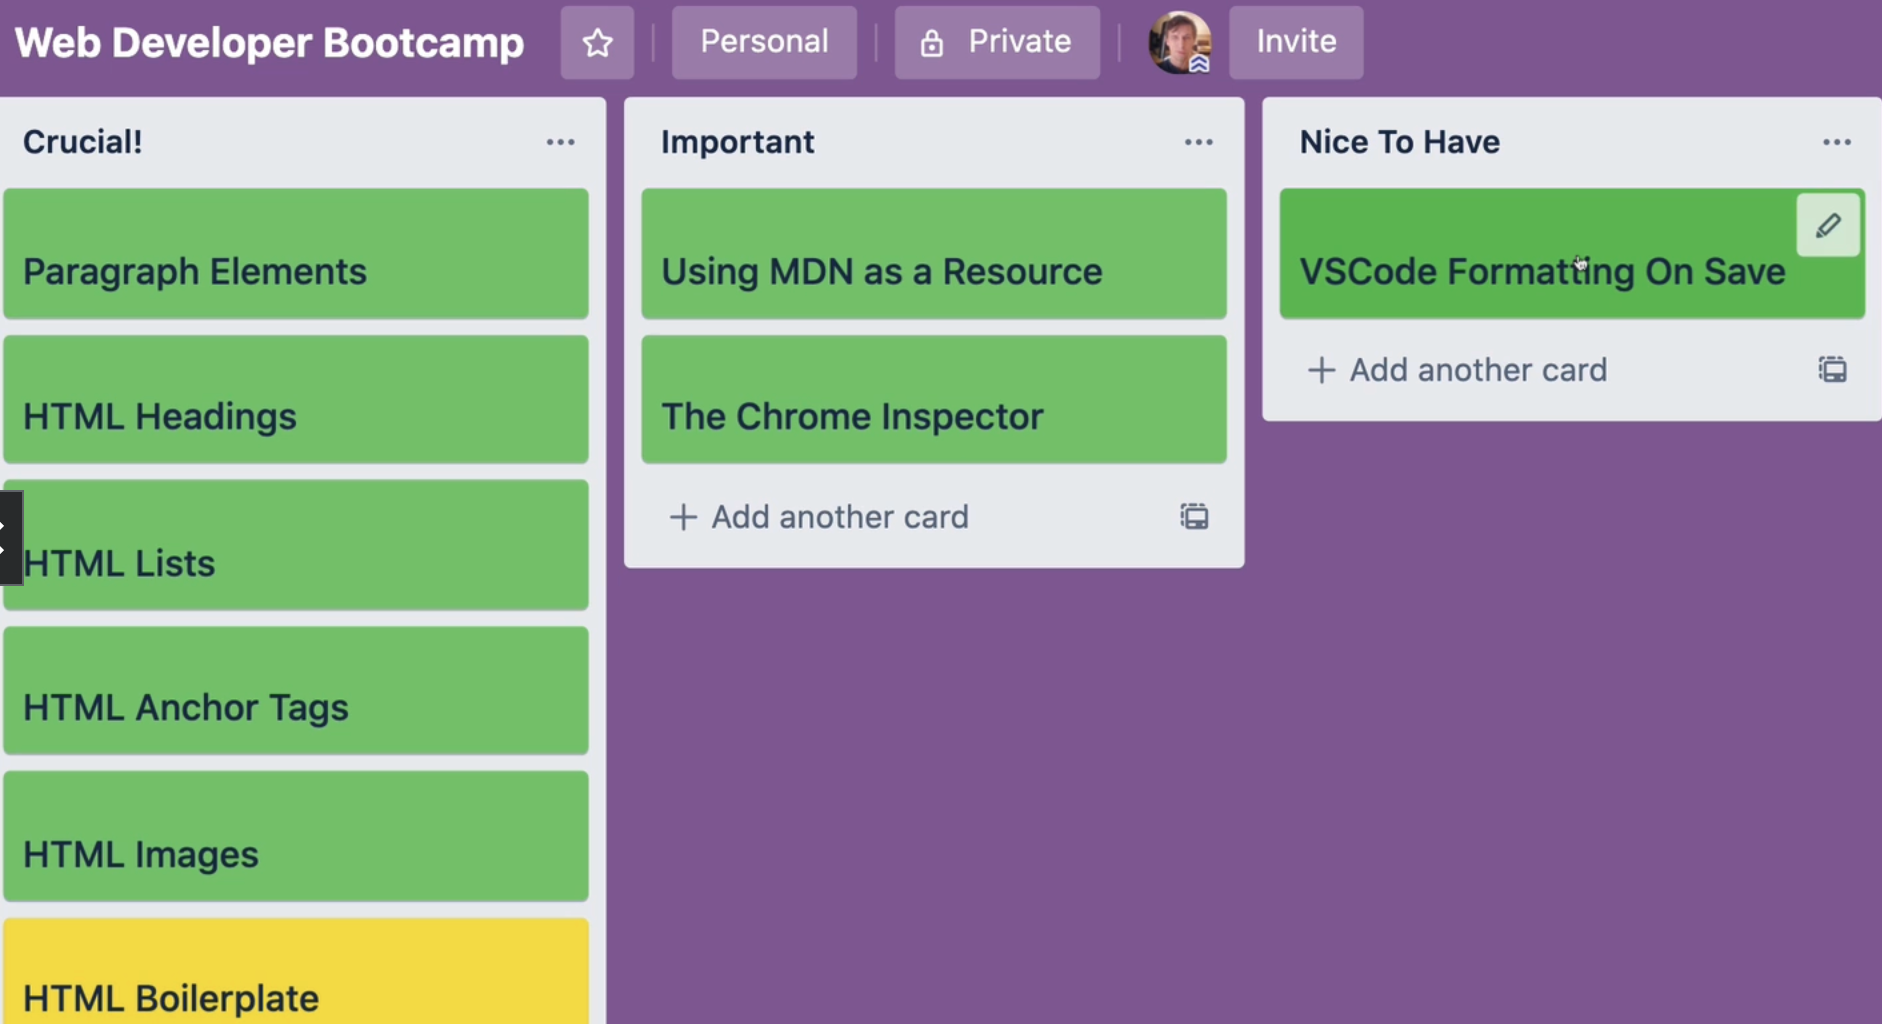 Web Developer Bootcamp
Personal
Private
Invite
Crucial!
Paragraph Elements
HTML Headings
HTML Lists
HTML Anchor Tags
HTML Images
HTML Boilerplate
Important
Using MDN as a Resource
The Chrome Inspector
+ Add another card
Nice To Have
VSCode Formatting On Save
+ Add another card